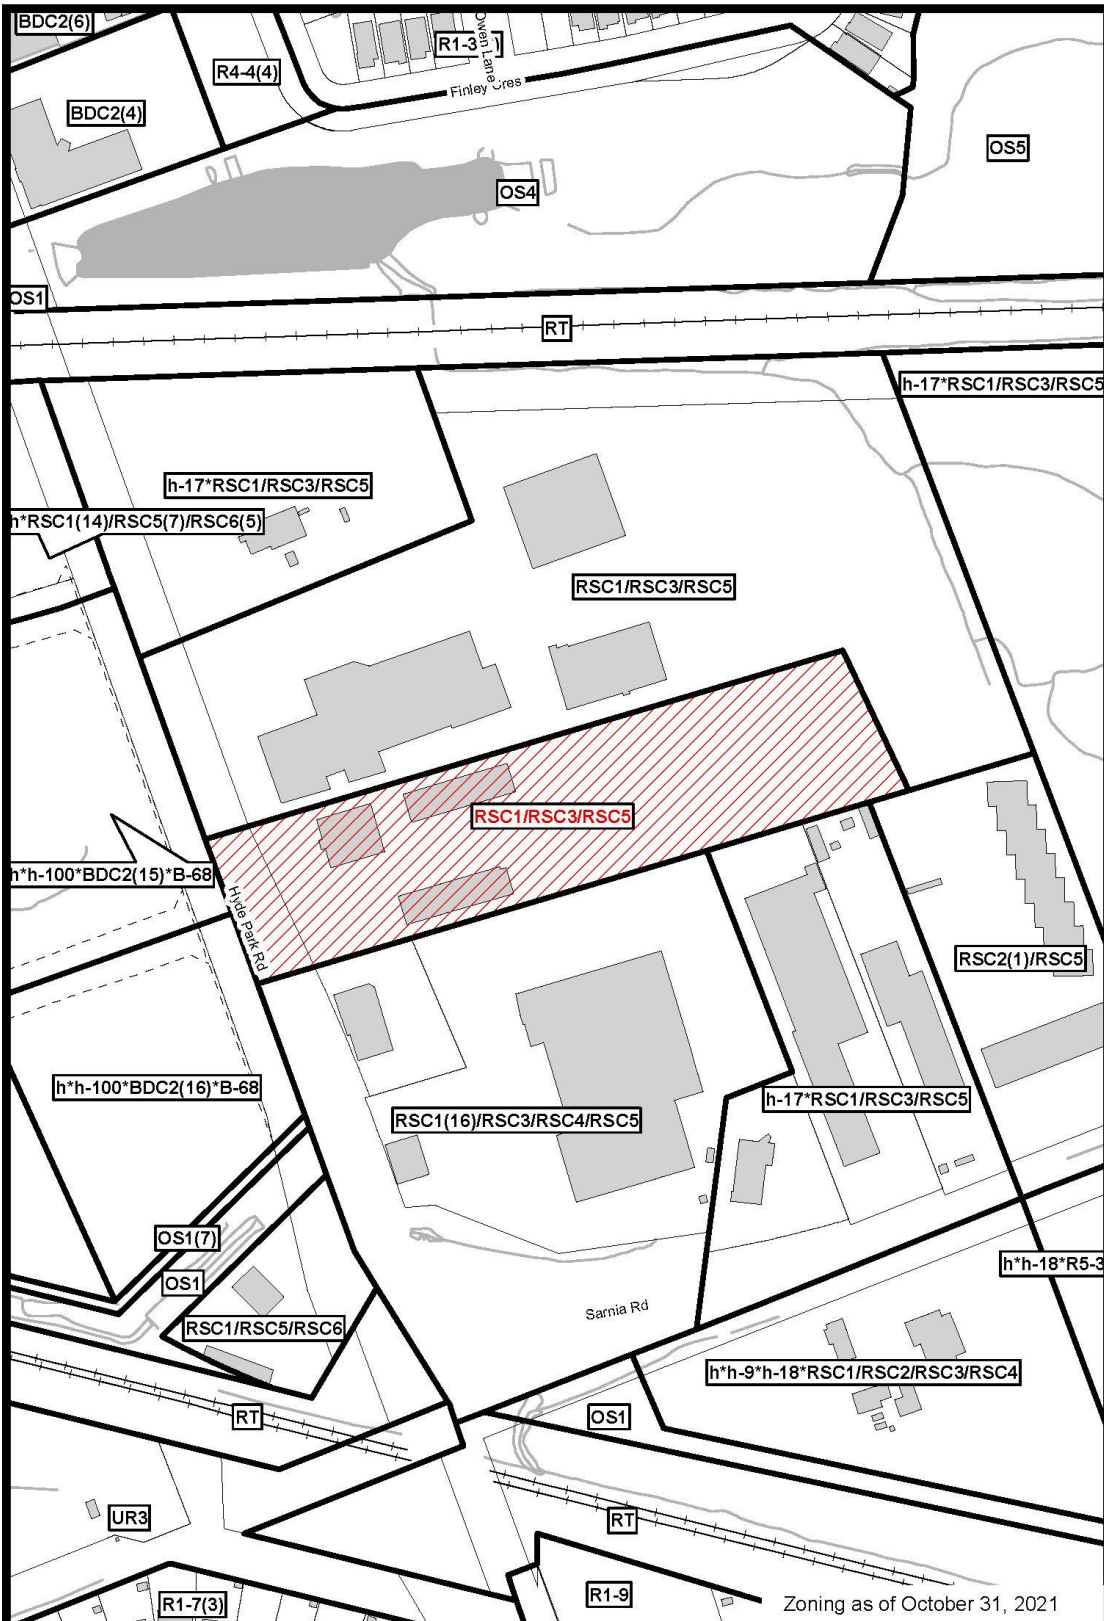 BDC2(6)
R1-3
Owen Lane
R4-4(4)
Finley Cres
BDC2(4)
OS5
OS4
OS1
RT
h-17*RSC1/RSC3/RSC5
h-17*RSC1/RSC3/RSC5
h*RSC1(14)/RSC5(7)/RSC6(5)
RSC1/RSC3/RSC5
RSC1/RSC3/RSC5
h*h-100*BDC2(15)*B-68
Hyde Park Rd
RSC2(1)/RSC5
h*h-100*BDC2(16)*B-68
h-17*RSC1/RSC3/RSC5
RSC1(16)/RSC3/RSC4/RSC5
OS1(7)
h*h-18*R5-3
OS1
Sarnia Rd
RSC1/RSC5/RSC6
h*h-9*h-18*RSC1/RSC2/RSC3/RSC4
RT
OS1
UR3
RT
R1-9
R1-7(3)
Zoning as of October 31, 2021